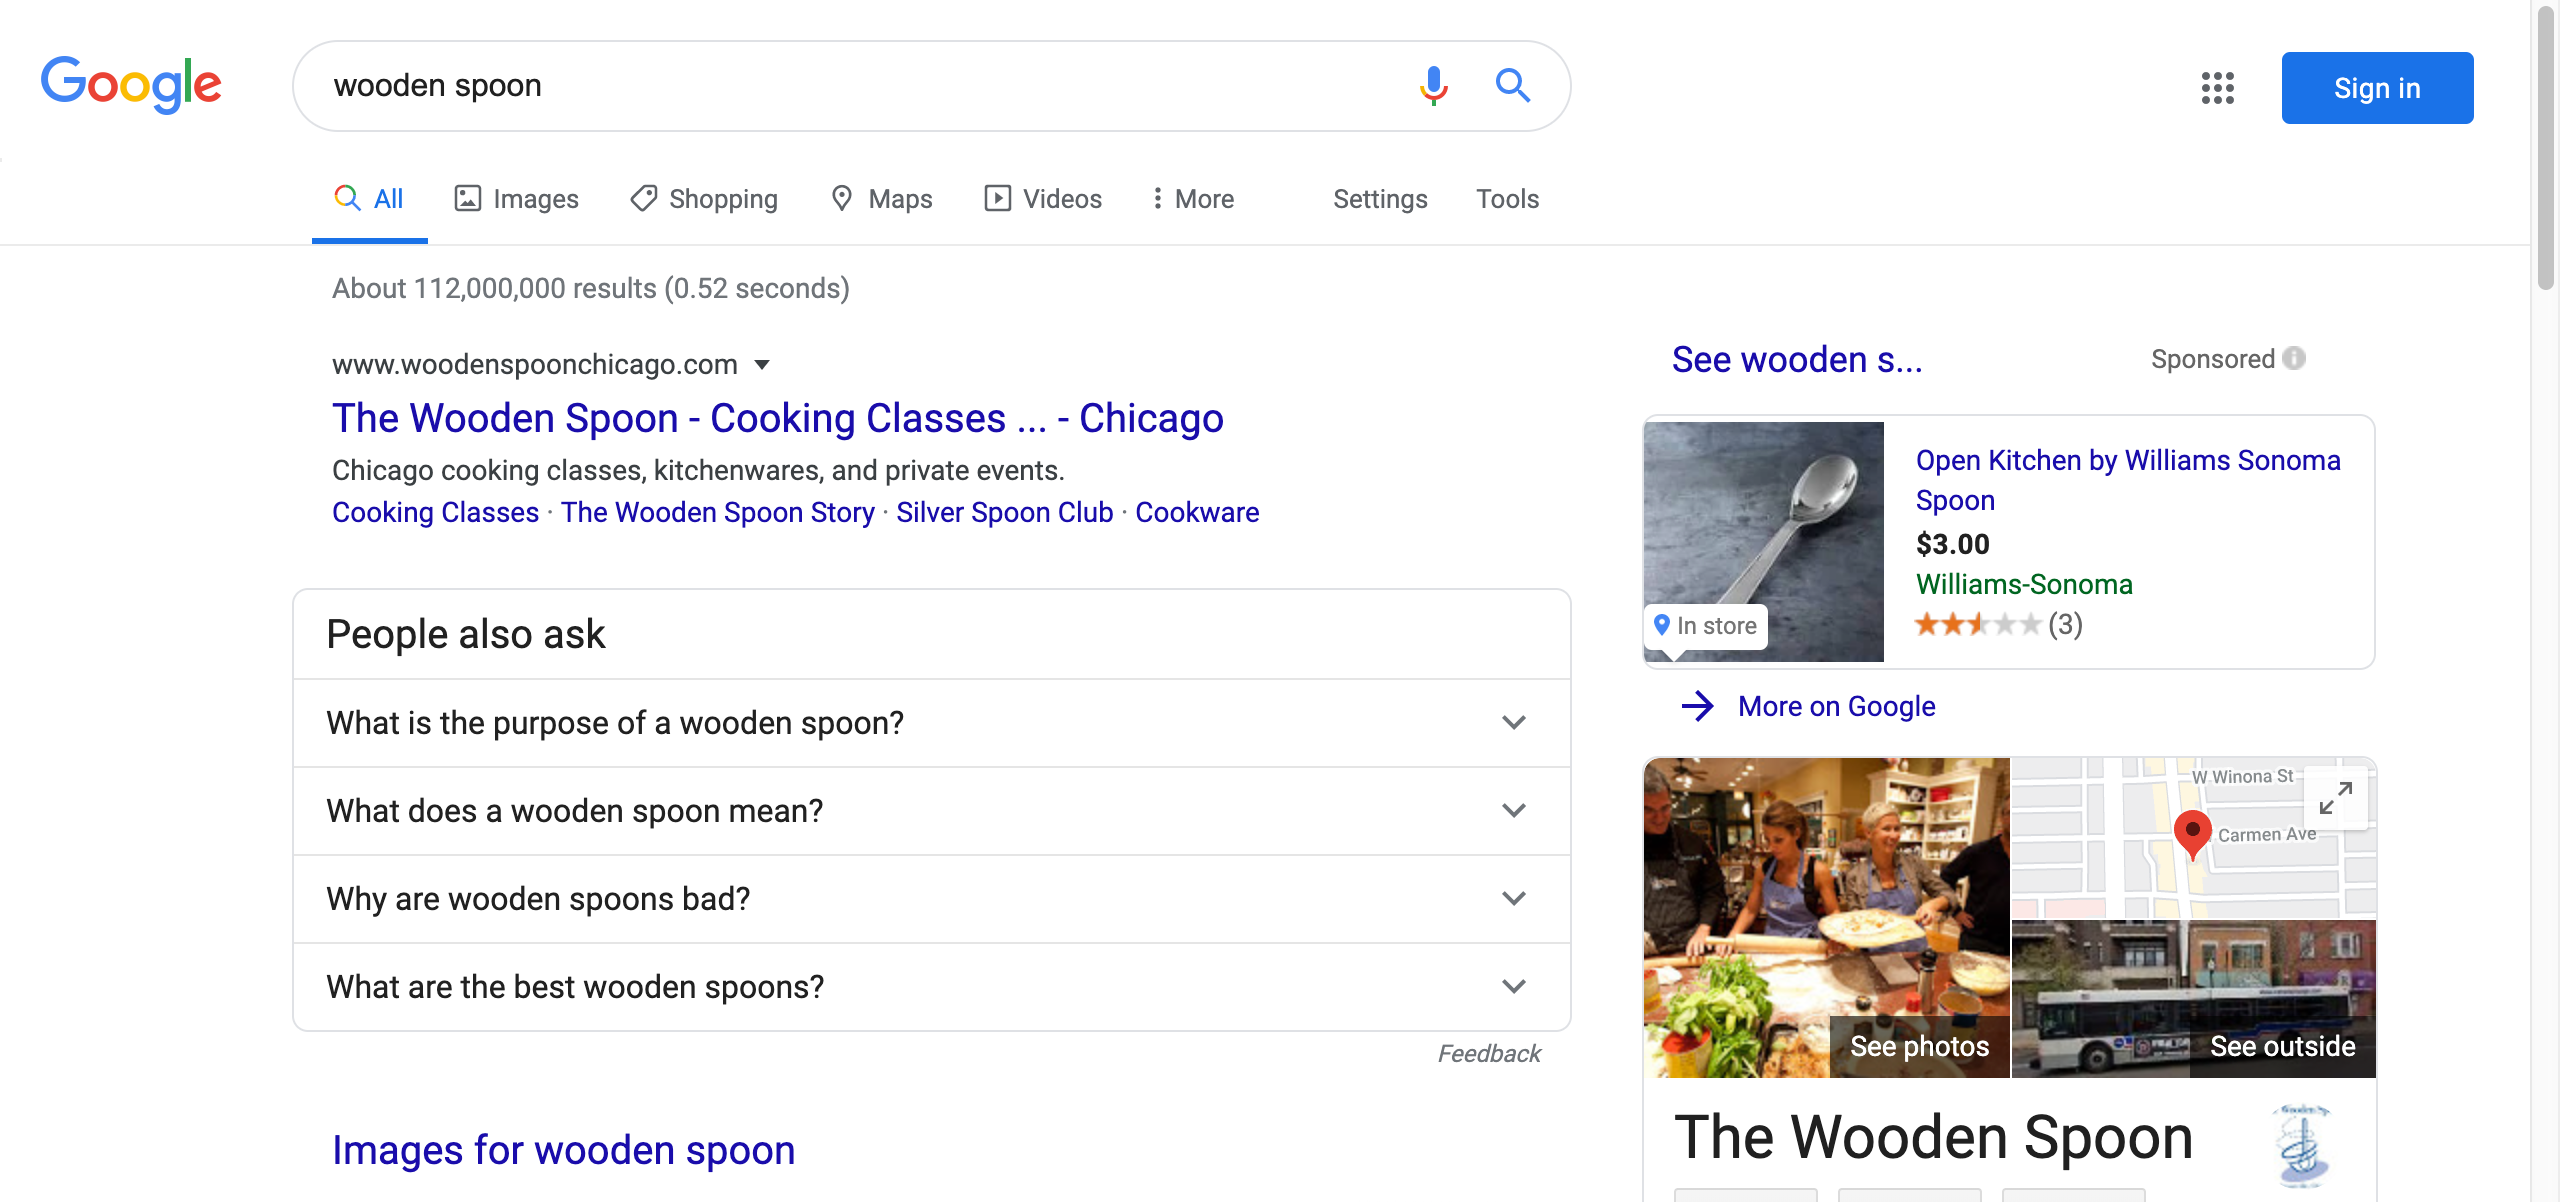 Google
wooden spoon
Sign in
All
Images
Shopping
Maps
Videos
More
Settings
Tools
About 112,000,000 results (0.52 seconds)
www.woodenspoonchicago.com
The Wooden Spoon - Cooking Classes ... - Chicago
Chicago cooking classes, kitchenwares, and private events.
Cooking Classes · The Wooden Spoon Story · Silver Spoon Club · Cookware
People also ask
What is the purpose of a wooden spoon?
What does a wooden spoon mean?
Why are wooden spoons bad?
What are the best wooden spoons?
Feedback
Images for wooden spoon
See wooden s...
Sponsored
Open Kitchen by Williams Sonoma
Spoon
$3.00
Williams-Sonoma
(3)
In store
More on Google
W Winona St
Carmen Ave
See photos
See outside
The Wooden Spoon